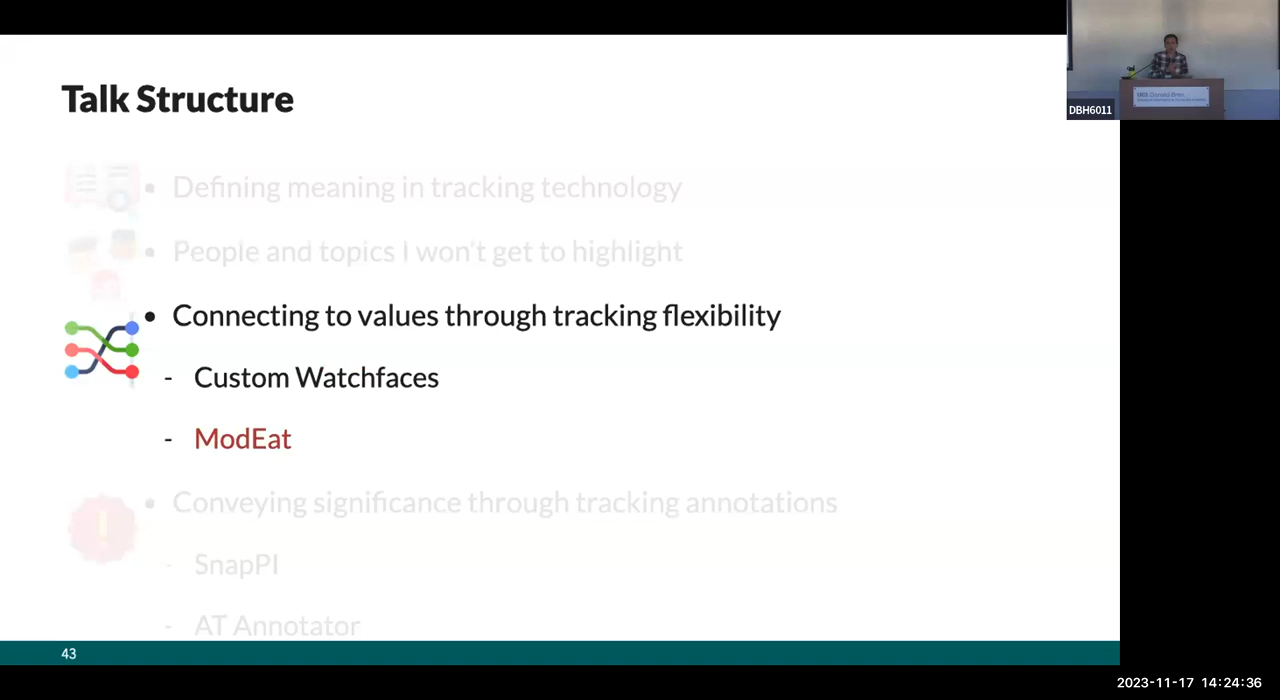 Talk Structure
Defining meaning in tracking technology
People and topics I won't get to highlight
Connecting to values through tracking flexibility
- Custom Watchfaces
- ModEat
Conveying significance through tracking annotations
- SnapPI
- AT Annotator
43
DBH6011
2023-11-17 14:24:36